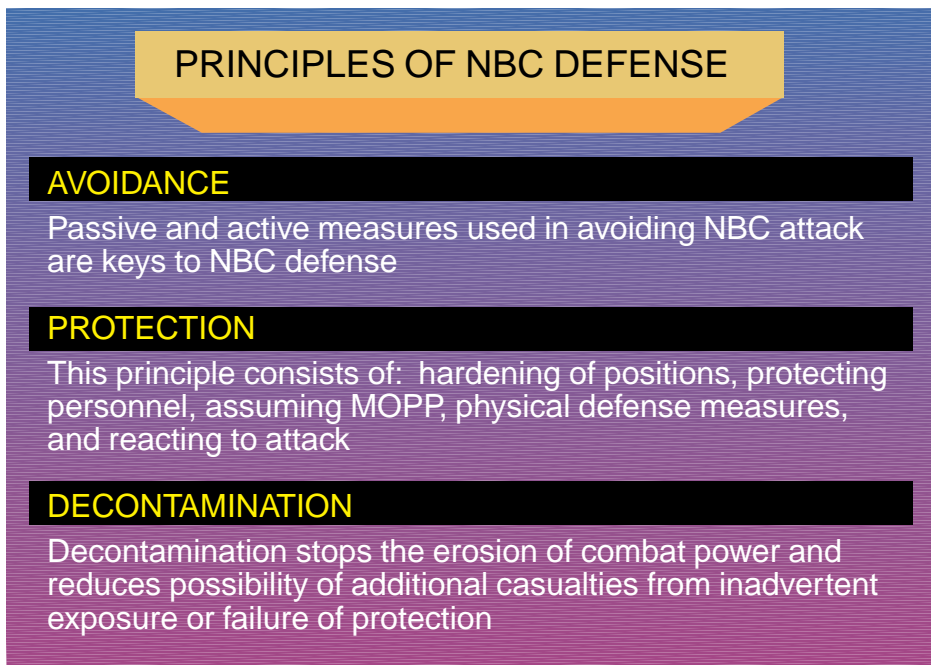 PRINCIPLES OF NBC DEFENSE
AVOIDANCE
Passive and active measures used in avoiding NBC attack
are keys to NBC defense
PROTECTION
This principle consists of:  hardening of positions, protecting
personnel, assuming MOPP, physical defense measures,
and reacting to attack
DECONTAMINATION
Decontamination stops the erosion of combat power and
reduces possibility of additional casualties from inadvertent
exposure or failure of protection